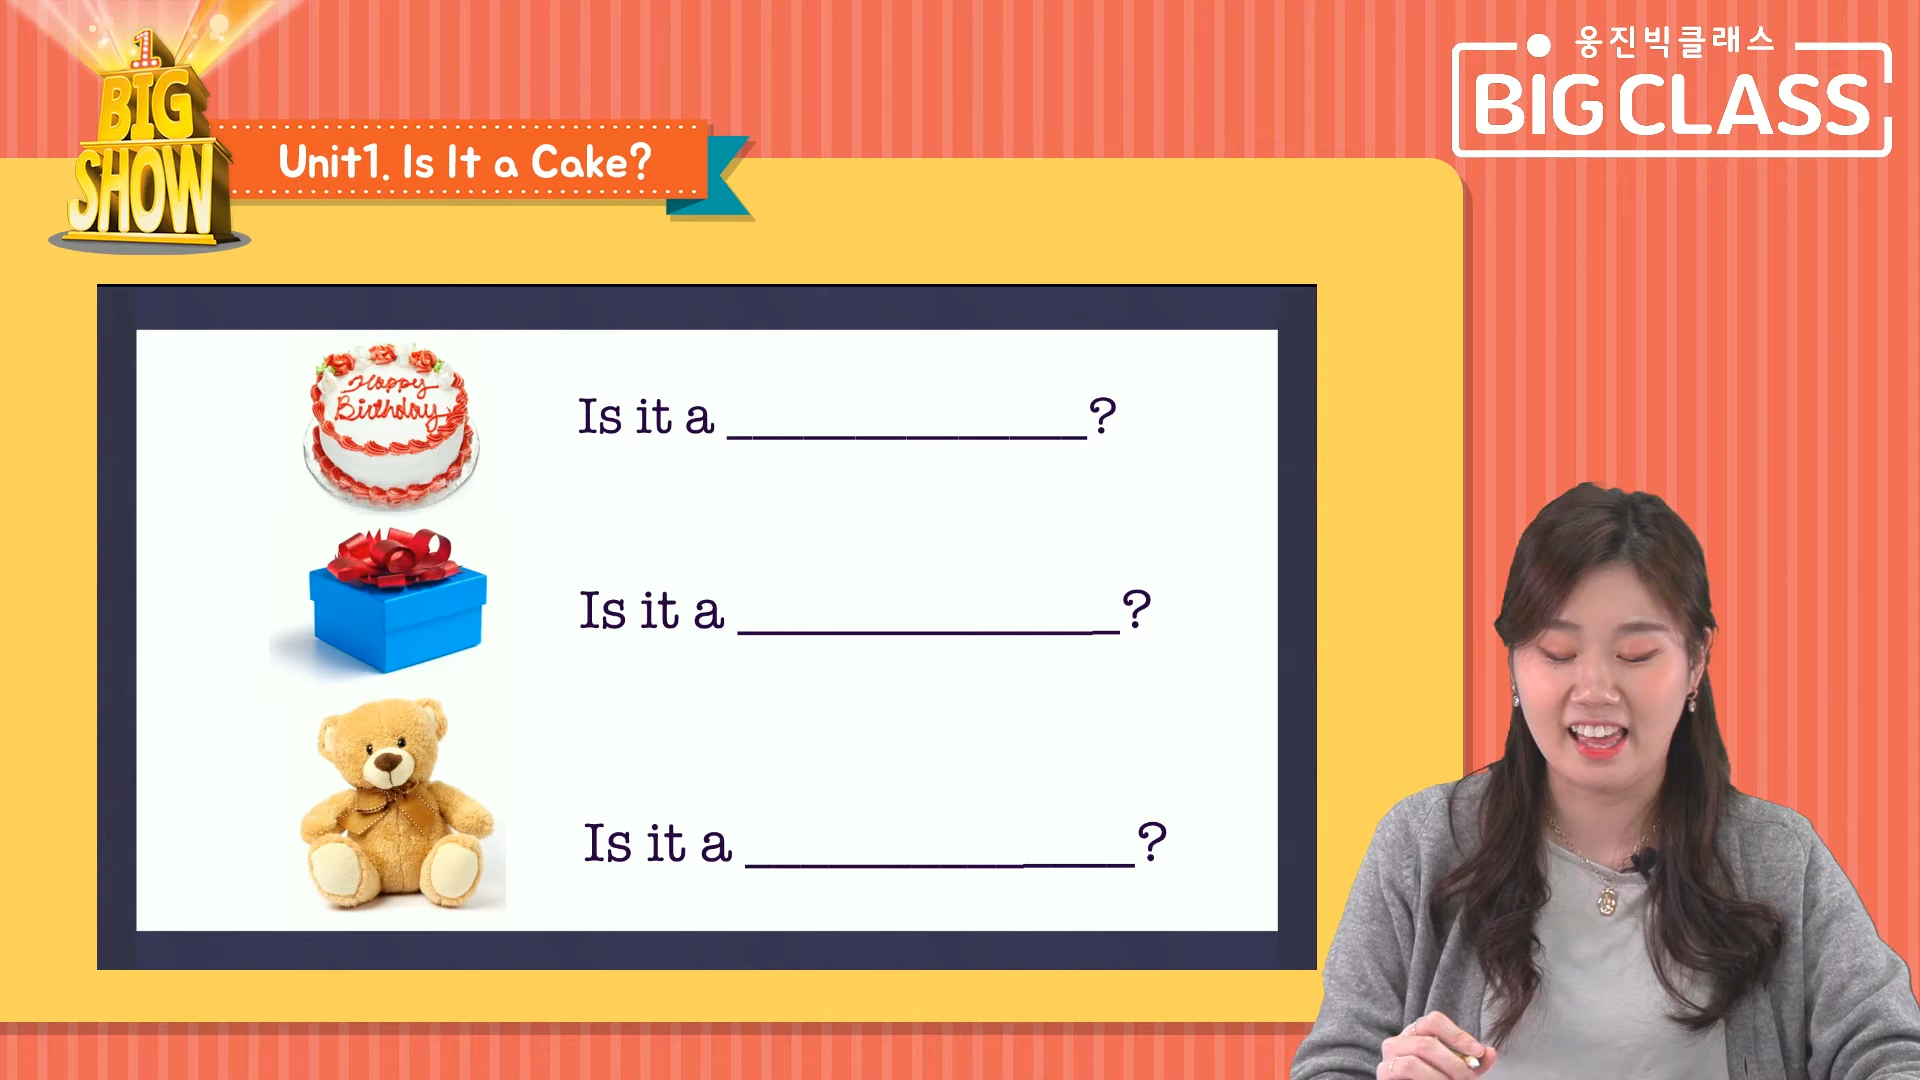 1
BIG
SHOW
Unit1. Is It a Cake?
웅진빅클래스
BIG CLASS
Happy
Birthday
Is it a ______________?
Is it a ______________?
Is it a ______________?